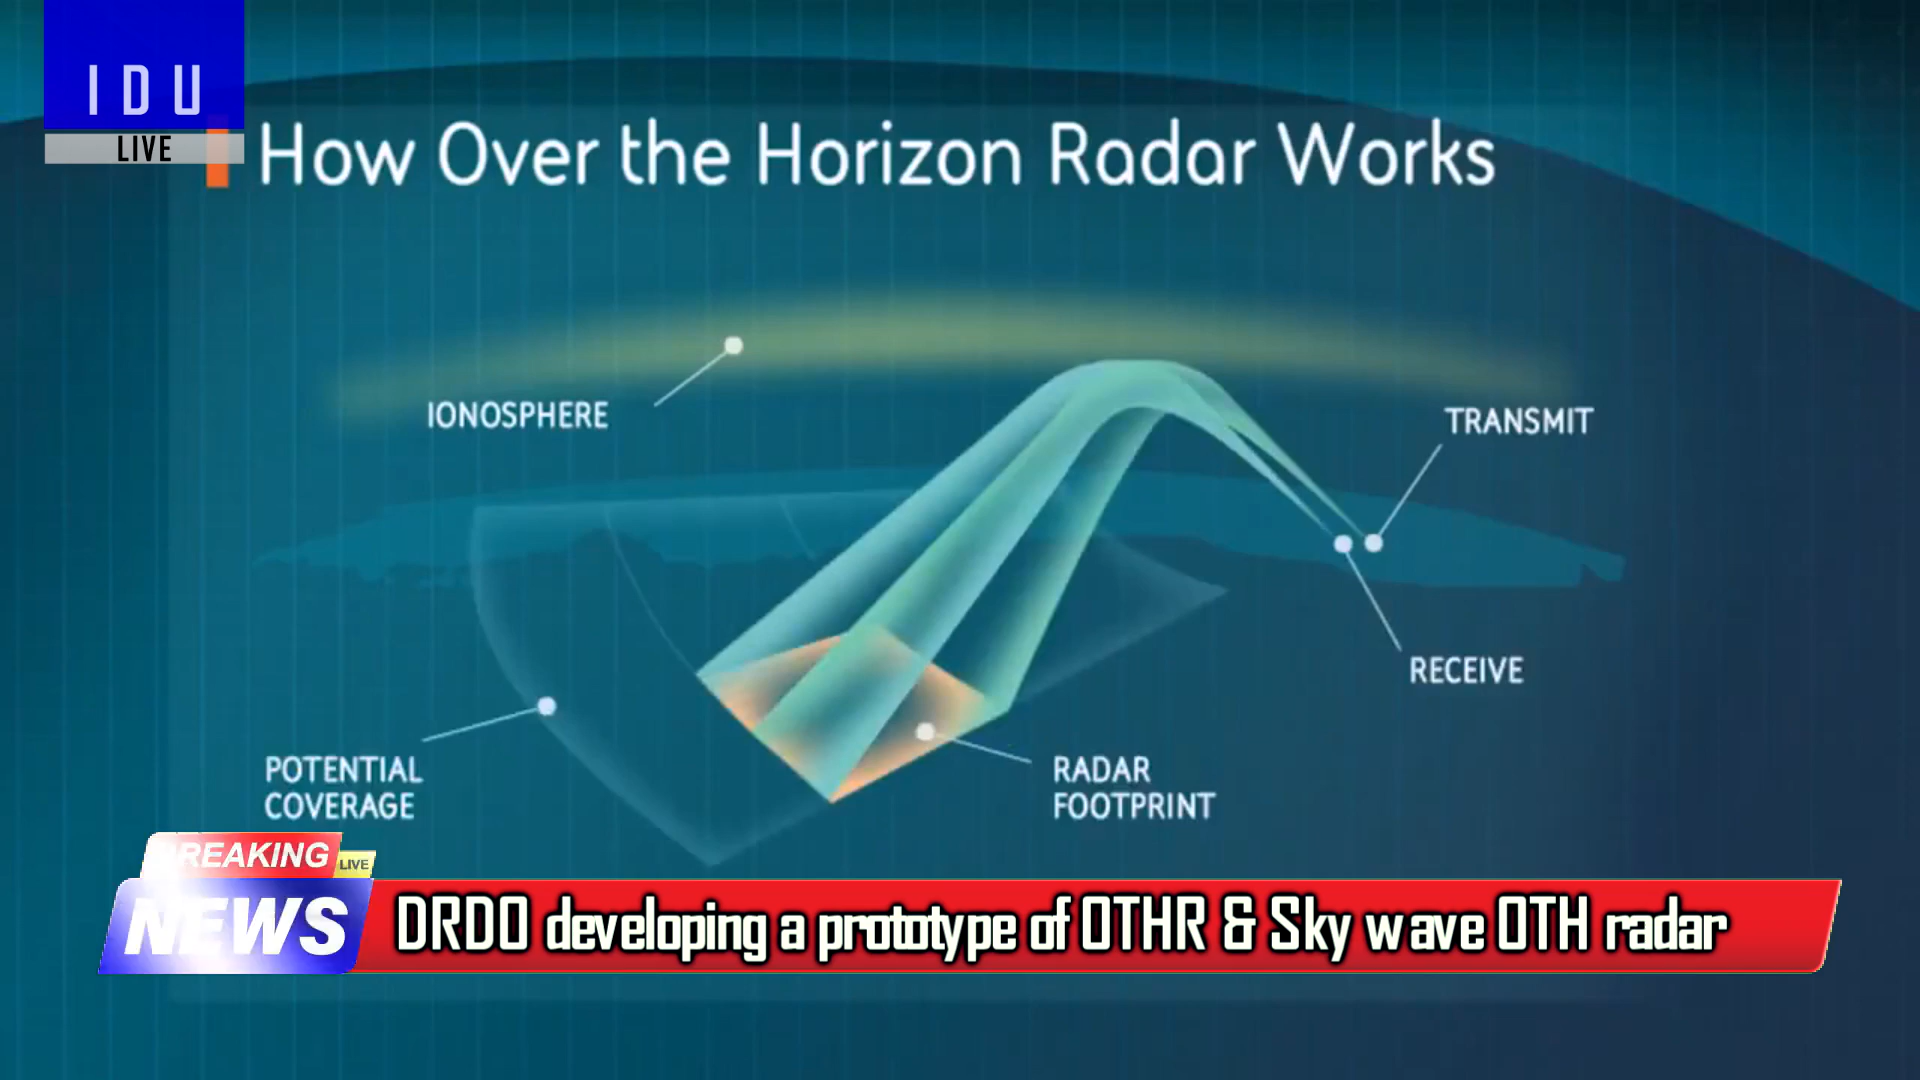 IDU
LIVE
How Over the Horizon Radar Works
IONOSPHERE
TRANSMIT
RECEIVE
POTENTIAL
COVERAGE
RADAR
FOOTPRINT
BREAKING
LIVE
NEWS
DRDO developing a prototype of OTHR & Sky wave OTH radar